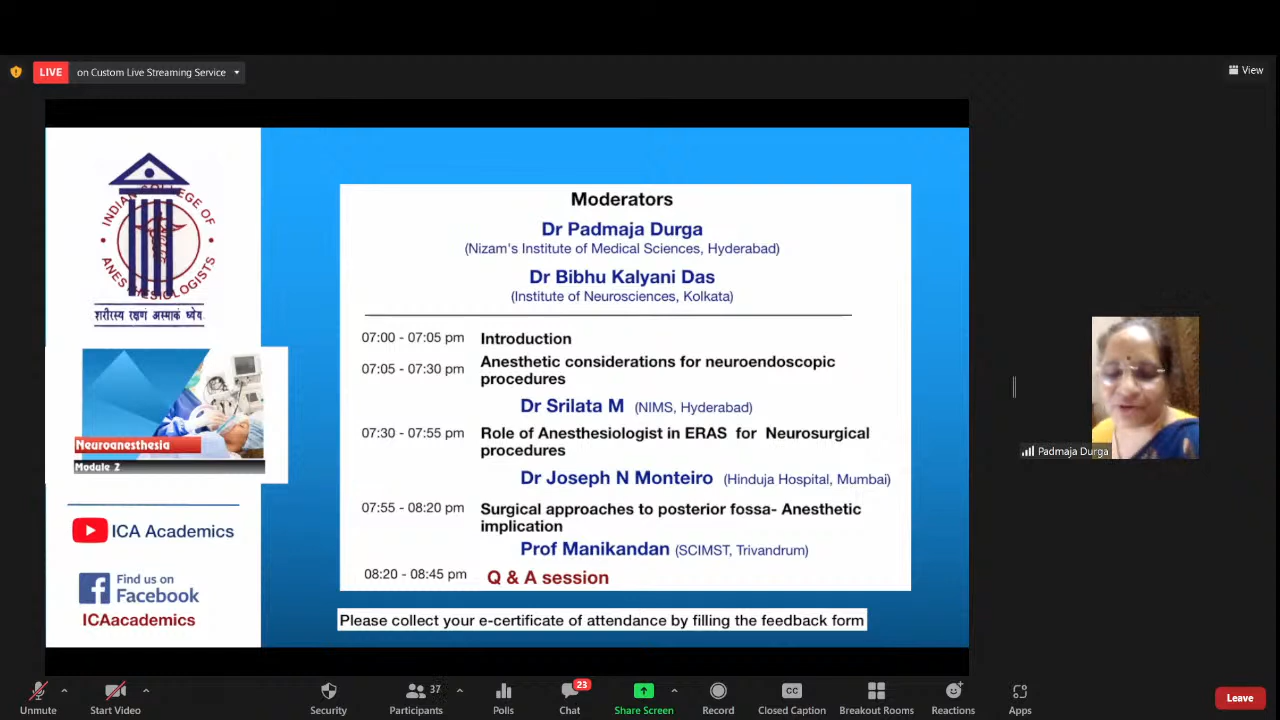 LIVE on Custom Live Streaming Service
View
INDIAN COLLEGE OF
ANESTHESIOLOGISTS
शरीरस्य रक्षणं अस्माकं ध्येय
Neuroanesthesia
Module 2
ICA Academics
Find us on
Facebook
ICAacademics
Moderators
Dr Padmaja Durga
(Nizam's Institute of Medical Sciences, Hyderabad)
Dr Bibhu Kalyani Das
(Institute of Neurosciences, Kolkata)
07:00 - 07:05 pm Introduction
07:05 - 07:30 pm Anesthetic considerations for neuroendoscopic
procedures
Dr Srilata M (NIMS, Hyderabad)
07:30 - 07:55 pm Role of Anesthesiologist in ERAS for Neurosurgical
procedures
Dr Joseph N Monteiro (Hinduja Hospital, Mumbai)
07:55 - 08:20 pm Surgical approaches to posterior fossa- Anesthetic
implication
Prof Manikandan (SCIMST, Trivandrum)
08:20 - 08:45 pm Q & A session
Please collect your e-certificate of attendance by filling the feedback form
Padmaja Durga
37 23 CC
Unmute Start Video Security Participants Polls Chat Share Screen Record Closed Caption Breakout Rooms Reactions Apps Leave